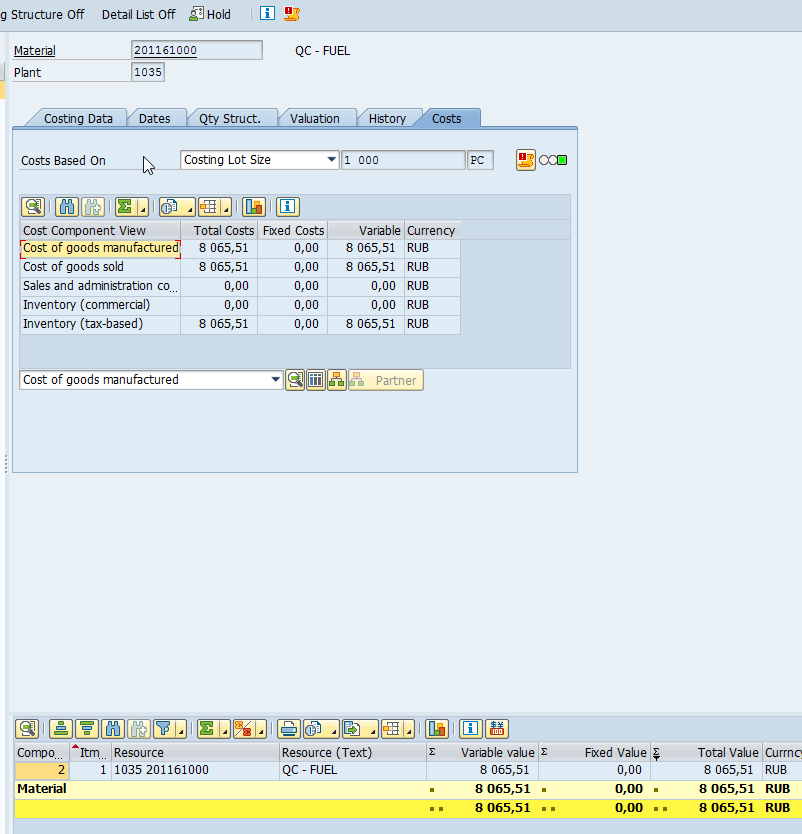 g Structure Off Detail List Off Hold
Material 201161000 QC - FUEL
Plant 1035
Costing Data Dates Qty Struct. Valuation History Costs
Costs Based On Costing Lot Size 1 000 PC
Cost Component View Total Costs Fixed Costs Variable Currency
Cost of goods manufactured 8 065,51 0,00 8 065,51 RUB
Cost of goods sold 8 065,51 0,00 8 065,51 RUB
Sales and administration co... 0,00 0,00 0,00 RUB
Inventory (commercial) 0,00 0,00 0,00 RUB
Inventory (tax-based) 8 065,51 0,00 8 065,51 RUB
Cost of goods manufactured Partner
Compo... Itm... Resource Resource (Text) Σ Variable value Σ Fixed Value Σ Total Value Currnc
2 1 1035 201161000 QC - FUEL 8 065,51 0,00 8 065,51 RUB
Material 8 065,51 0,00 8 065,51 RUB
8 065,51 0,00 8 065,51 RUB